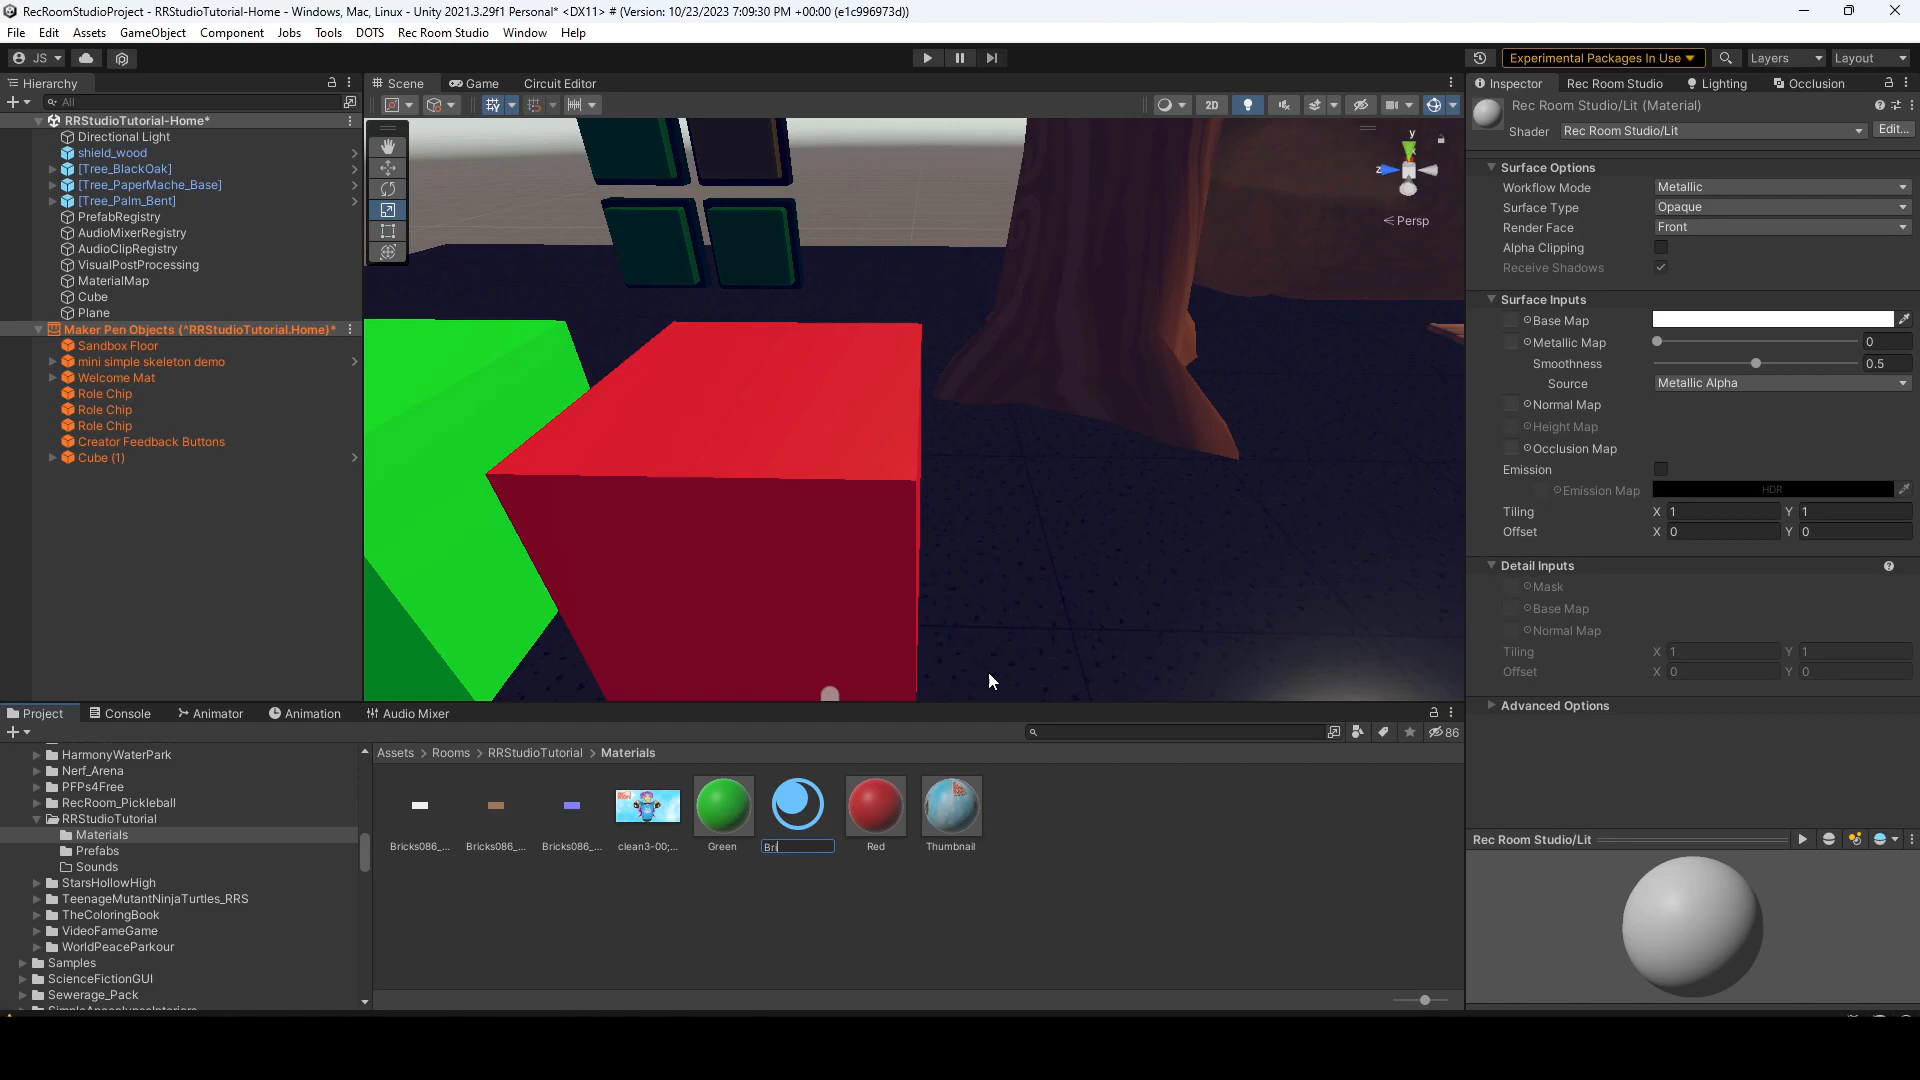 RecRoomStudioProject - RRStudioTutorial-Home - Windows, Mac, Linux - Unity 2021.3.29f1 Personal* <DX11> # (Version: 10/23/2023 7:09:30 PM +00:00 (e1c996973d))
File Edit Assets GameObject Component Jobs Tools DOTS Rec Room Studio Window Help
JS Experimental Packages In Use Layers Layout
Hierarchy
All
RRStudioTutorial-Home*
Directional Light
shield_wood
[Tree_BlackOak]
[Tree_PaperMache_Base]
[Tree_Palm_Bent]
PrefabRegistry
AudioMixerRegistry
AudioClipRegistry
VisualPostProcessing
MaterialMap
Cube
Plane
Maker Pen Objects (^RRStudioTutorial.Home)*
Sandbox Floor
mini simple skeleton demo
Welcome Mat
Role Chip
Role Chip
Role Chip
Creator Feedback Buttons
Cube (1)
Scene Game Circuit Editor
2D
y
z
Persp
Inspector Rec Room Studio Lighting Occlusion
Rec Room Studio/Lit (Material)
Shader Rec Room Studio/Lit Edit...
Surface Options
Workflow Mode Metallic
Surface Type Opaque
Render Face Front
Alpha Clipping
Receive Shadows
Surface Inputs
Base Map
Metallic Map 0
Smoothness 0.5
Source Metallic Alpha
Normal Map
Height Map
Occlusion Map
Emission
Emission Map HDR
Tiling X 1 Y 1
Offset X 0 Y 0
Detail Inputs
Mask
Base Map
Normal Map
Tiling X 1 Y 1
Offset X 0 Y 0
Advanced Options
Rec Room Studio/Lit
Project Console Animator Animation Audio Mixer
86
HarmonyWaterPark
Nerf_Arena
PFPs4Free
RecRoom_Pickleball
RRStudioTutorial
Materials
Prefabs
Sounds
StarsHollowHigh
TeenageMutantNinjaTurtles_RRS
TheColoringBook
VideoFameGame
WorldPeaceParkour
Samples
ScienceFictionGUI
Sewerage_Pack
Assets > Rooms > RRStudioTutorial > Materials
Bricks086_... Bricks086_... Bricks086_... clean3-00;... Green Bri Red Thumbnail